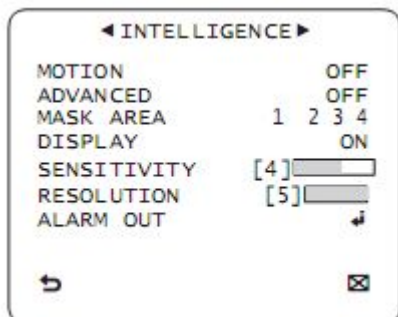 ◄INTELLIGENCE►
MOTION OFF
ADVANCED OFF
MASK AREA 1 2 3 4
DISPLAY ON
SENSITIVITY [4]
RESOLUTION [5]
ALARM OUT